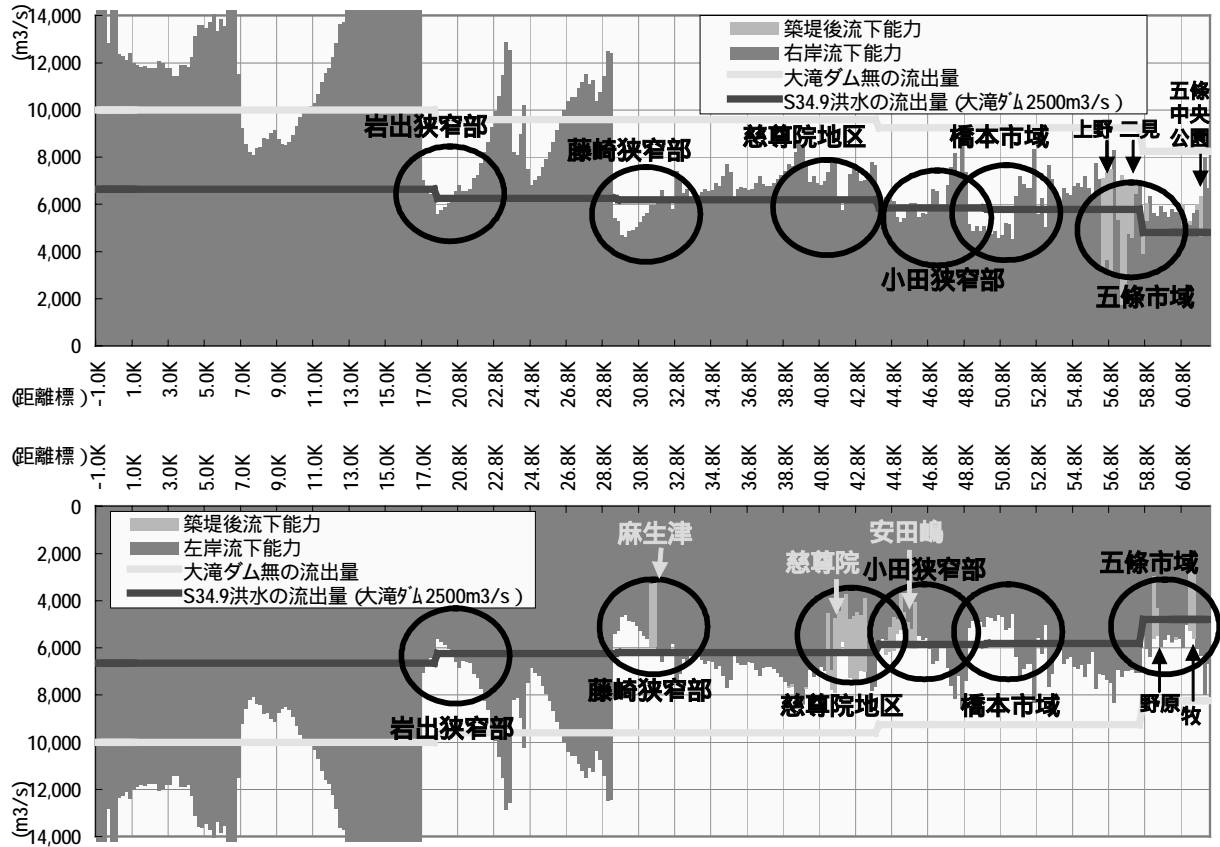 (m3/s)
14,000
12,000
10,000
8,000
6,000
4,000
2,000
0
築堤後流下能力
右岸流下能力
大滝ダム無の流出量
S34.9洪水の流出量 (大滝ダム2500m3/s )
岩出狭窄部
藤崎狭窄部
慈尊院地区
橋本市域
小田狭窄部
五條市域
上野
二見
五條
中央
公園
(距離標)
-1.0K
1.0K
3.0K
5.0K
7.0K
9.0K
11.0K
13.0K
15.0K
17.0K
20.8K
22.8K
24.8K
26.8K
28.8K
30.8K
32.8K
34.8K
36.8K
38.8K
40.8K
42.8K
44.8K
46.8K
48.8K
50.8K
52.8K
54.8K
56.8K
58.8K
60.8K
(距離標)
-1.0K
1.0K
3.0K
5.0K
7.0K
9.0K
11.0K
13.0K
15.0K
17.0K
20.8K
22.8K
24.8K
26.8K
28.8K
30.8K
32.8K
34.8K
36.8K
38.8K
40.8K
42.8K
44.8K
46.8K
48.8K
50.8K
52.8K
54.8K
56.8K
58.8K
60.8K
0
2,000
4,000
6,000
8,000
10,000
12,000
14,000
(m3/s)
築堤後流下能力
左岸流下能力
大滝ダム無の流出量
S34.9洪水の流出量 (大滝ダム2500m3/s )
麻生津
慈尊院
安田嶋
小田狭窄部
五條市域
岩出狭窄部
藤崎狭窄部
慈尊院地区
橋本市域
野原
牧